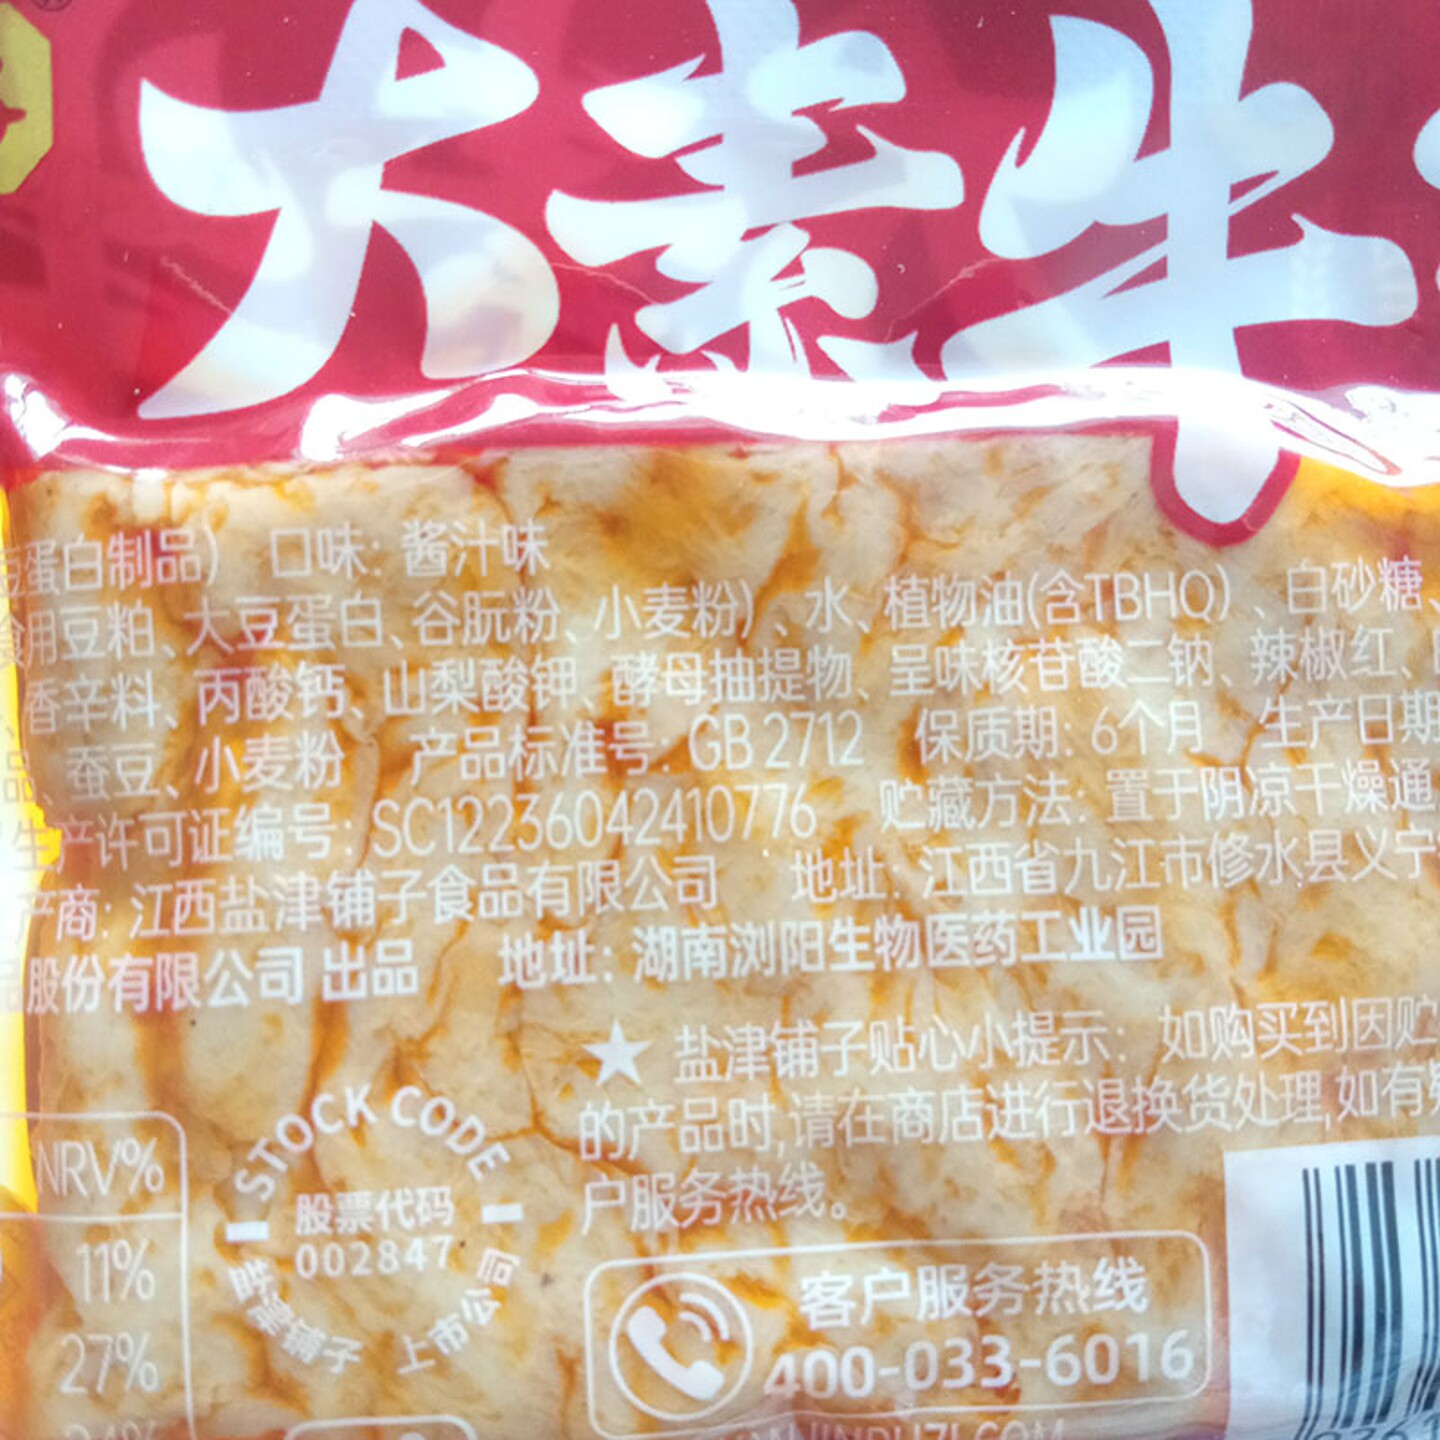 大素牛
蛋白制品) 口味: 酱汁味
食用豆粕、大豆蛋白、谷朊粉、小麦粉)、水、植物油(含TBHQ)、白砂糖、
、香辛料、丙酸钙、山梨酸钾、酵母抽提物、呈味核苷酸二钠、辣椒红、
品: 蚕豆、小麦粉 产品标准号: GB 2712 保质期: 6个月 生产日期
生产许可证编号: SC12236042410776 贮藏方法: 置于阴凉干燥通
产商: 江西盐津铺子食品有限公司 地址: 江西省九江市修水县义宁
品股份有限公司 出品 地址: 湖南浏阳生物医药工业园
★ 盐津铺子贴心小提示: 如购买到因贮
的产品时,请在商店进行退换货处理,如有疑
户服务热线。
NRV%
11%
27%
24%
STOCK CODE
股票代码
002847
盐津铺子 上市公司
客户服务热线
400-033-6016